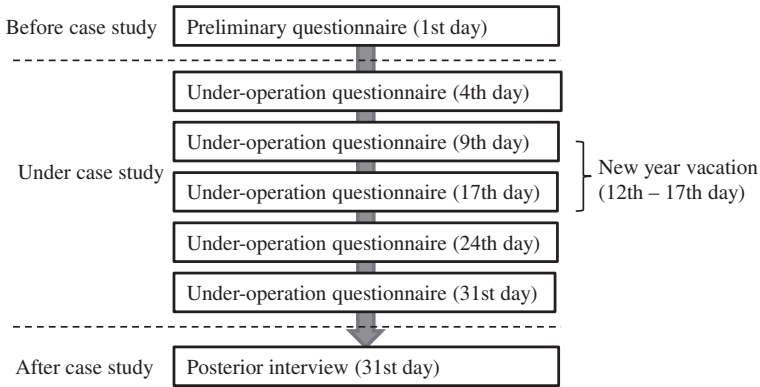 Before case study
Preliminary questionnaire (1st day)
Under case study
Under-operation questionnaire (4th day)
Under-operation questionnaire (9th day)
Under-operation questionnaire (17th day)
Under-operation questionnaire (24th day)
Under-operation questionnaire (31st day)
New year vacation
(12th – 17th day)
After case study
Posterior interview (31st day)